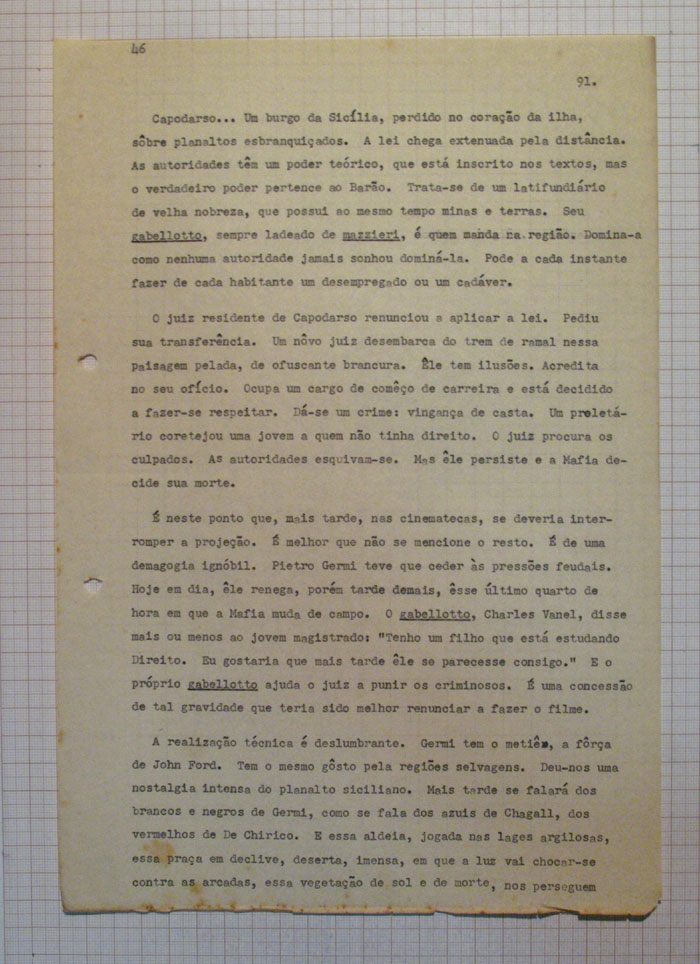 46
91.
Capodarso... Um burgo da Sicília, perdido no coração da ilha,
sôbre planaltos esbranquiçados. A lei chega extenuada pela distância.
As autoridades têm um poder teórico, que está inscrito nos textos, mas
o verdadeiro poder pertence ao Barão. Trata-se de um latifundiário
de velha nobreza, que possui ao mesmo tempo minas e terras. Seu
gabellotto, sempre ladeado de mazzieri, é quem manda na região. Domina-a
como nenhuma autoridade jamais sonhou dominá-la. Pode a cada instante
fazer de cada habitante um desempregado ou um cadáver.
O juiz residente de Capodarso renunciou a aplicar a lei. Pediu
sua transferência. Um nôvo juiz desembarca do trem de ramal nessa
paisagem pelada, de ofuscante brancura. Êle tem ilusões. Acredita
no seu ofício. Ocupa um cargo de comêço de carreira e está decidido
a fazer-se respeitar. Dá-se um crime: vingança de casta. Um proletá-
rio coretejou uma jovem a quem não tinha direito. O juiz procura os
culpados. As autoridades esquivam-se. Mas êle persiste e a Mafia de-
cide sua morte.
É neste ponto que, mais tarde, nas cinematecas, se deveria inter-
romper a projeção. É melhor que não se mencione o resto. É de uma
demagogia ignóbil. Pietro Germi teve que ceder às pressões feudais.
Hoje em dia, êle renega, porém tarde demais, êsse último quarto de
hora em que a Mafia muda de campo. O gabellotto, Charles Vanel, disse
mais ou menos ao jovem magistrado: "Tenho um filho que está estudando
Direito. Eu gostaria que mais tarde êle se parecesse consigo." E o
próprio gabellotto ajuda o juiz a punir os criminosos. É uma concessão
de tal gravidade que teria sido melhor renunciar a fazer o filme.
A realização técnica é deslumbrante. Germi tem o metiê, a fôrça
de John Ford. Tem o mesmo gôsto pela regiões selvagens. Deu-nos uma
nostalgia intensa do planalto siciliano. Mais tarde se falará dos
brancos e negros de Germi, como se fala dos azuis de Chagall, dos
vermelhos de De Chirico. E essa aldeia, jogada nas lages argilosas,
essa praça em declive, deserta, imensa, em que a luz vai chocar-se
contra as arcadas, essa vegetação de sol e de morte, nos perseguem